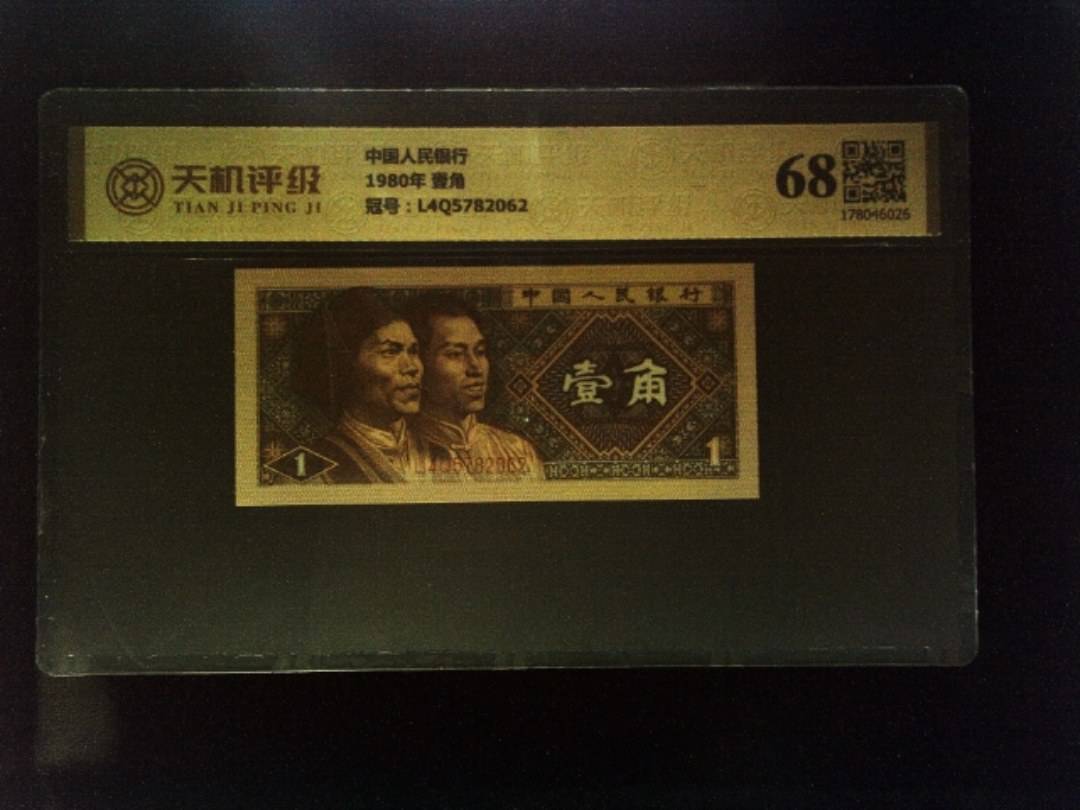 天机评级
TIAN JI PING JI
中国人民银行
1980年 壹角
冠号：L4Q5782062
68
178046026
中国人民银行
壹角
1
L4Q5782062
1